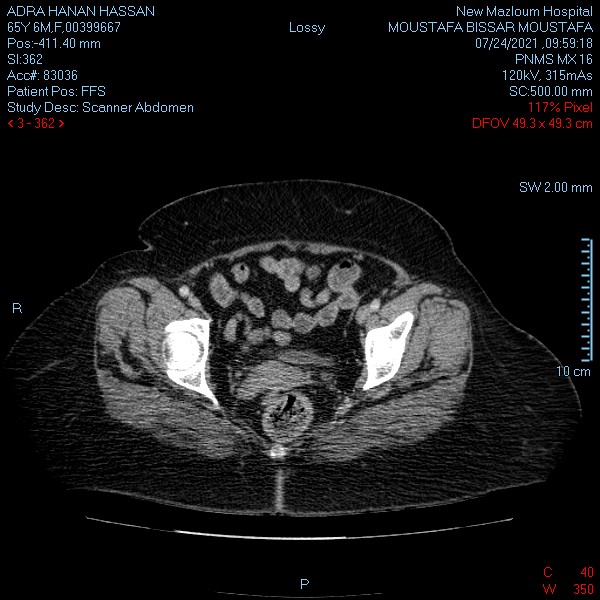 ADRA HANAN HASSAN
65Y 6M,F,00399667
Pos:-411.40 mm
SI:362
Acc#: 83036
Patient Pos: FFS
Study Desc: Scanner Abdomen
< 3 - 362 >
Lossy
New Mazloum Hospital
MOUSTAFA BISSAR MOUSTAFA
07/24/2021 ,09:59:18
PNMS MX 16
120kV, 315mAs
SC:500.00 mm
117% Pixel
DFOV 49.3 x 49.3 cm
SW 2.00 mm
R
10 cm
P
C 40
W 350